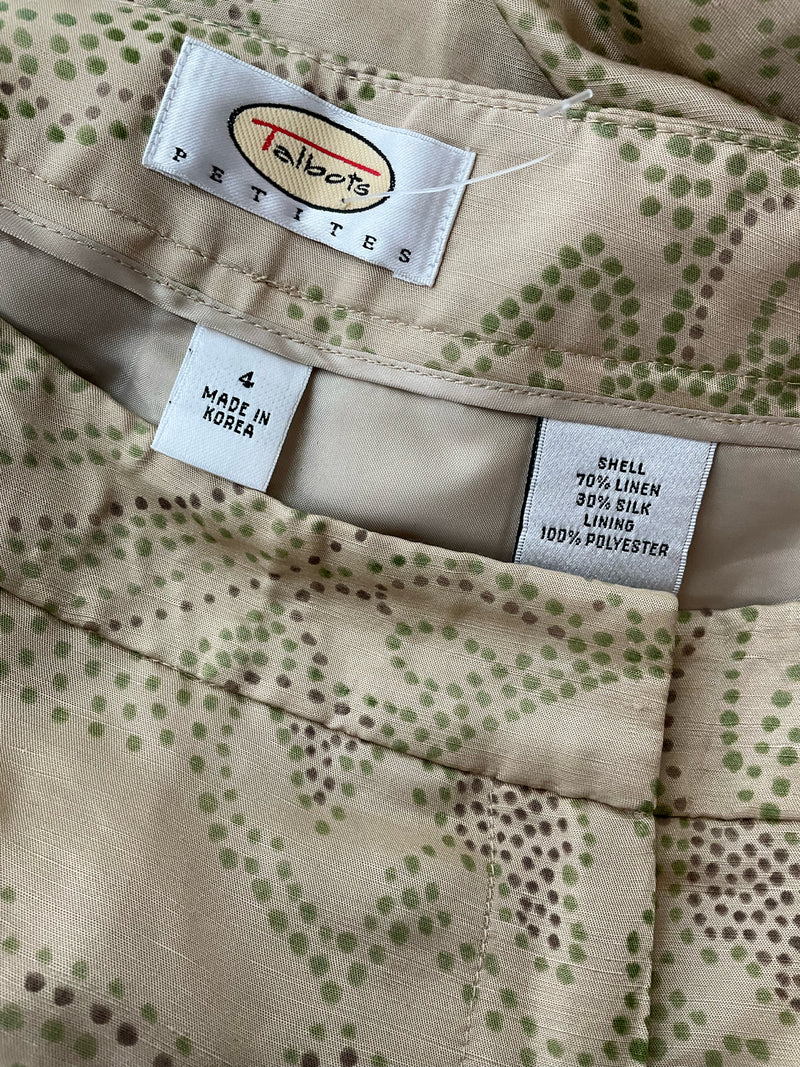 Talbots
PETITES
4
MADE IN
KOREA
SHELL
70% LINEN
30% SILK
LINING
100% POLYESTER